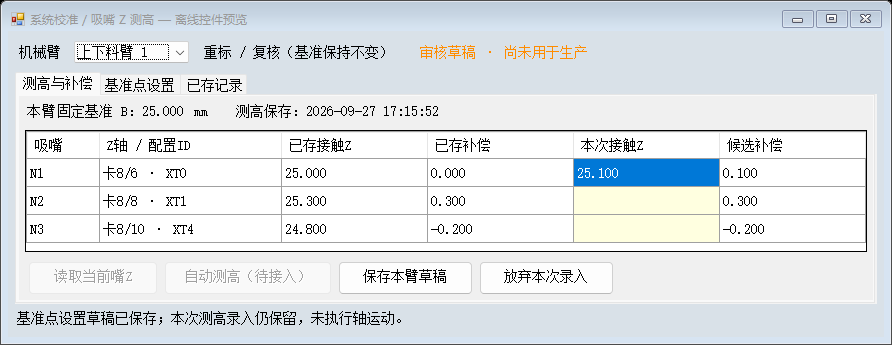 系统校准 / 吸嘴 Z 测高 — 离线控件预览
机械臂 上下料臂 1 重标 / 复核（基准保持不变） 审核草稿 · 尚未用于生产
测高与补偿 基准点设置 已存记录
本臂固定基准 B: 25.000 mm 测高保存: 2026-09-27 17:15:52
吸嘴 Z轴 / 配置ID 已存接触Z 已存补偿 本次接触Z 候选补偿
N1 卡8/6 · XT0 25.000 0.000 25.100 0.100
N2 卡8/8 · XT1 25.300 0.300 0.300
N3 卡8/10 · XT4 24.800 -0.200 -0.200
读取当前嘴Z 自动测高（待接入） 保存本臂草稿 放弃本次录入
基准点设置草稿已保存；本次测高录入仍保留，未执行轴运动。